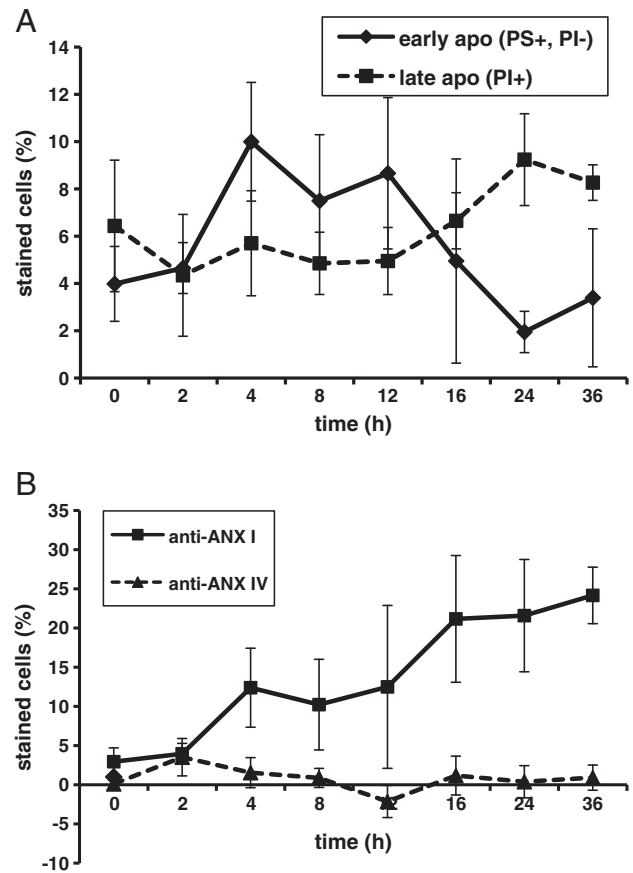 A
early apo (PS+, PI-)
late apo (PI+)
stained cells (%)
14
12
10
8
6
4
2
0
0 2 4 8 12 16 24 36
time (h)
B
anti-ANX I
anti-ANX IV
stained cells (%)
35
30
25
20
15
10
5
0
-5
-10
0 2 4 8 16 24 36
time (h)